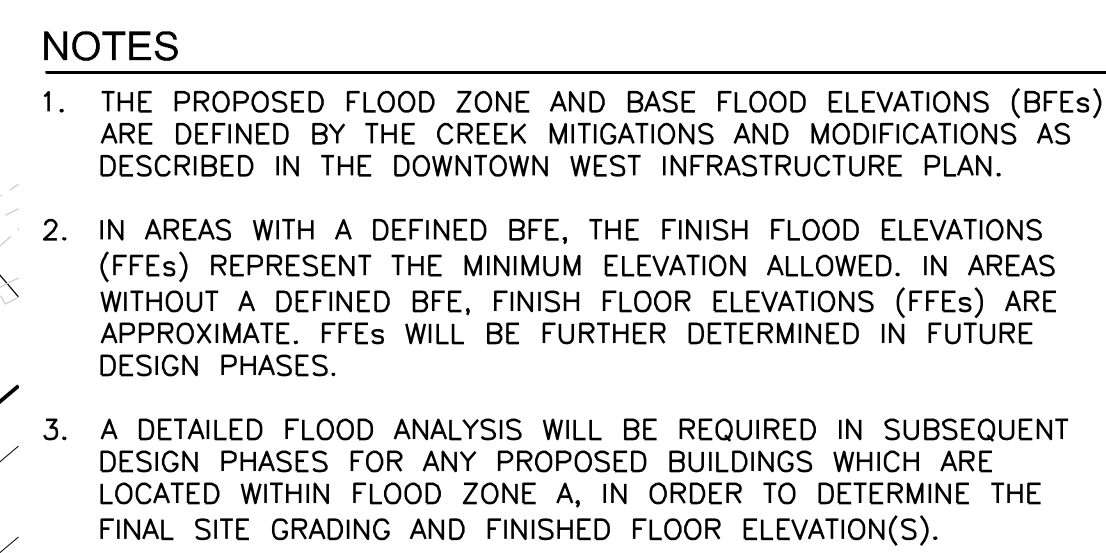 NOTES
1. THE PROPOSED FLOOD ZONE AND BASE FLOOD ELEVATIONS (BFEs)
ARE DEFINED BY THE CREEK MITIGATIONS AND MODIFICATIONS AS
DESCRIBED IN THE DOWNTOWN WEST INFRASTRUCTURE PLAN.
2. IN AREAS WITH A DEFINED BFE, THE FINISH FLOOD ELEVATIONS
(FFEs) REPRESENT THE MINIMUM ELEVATION ALLOWED. IN AREAS
WITHOUT A DEFINED BFE, FINISH FLOOR ELEVATIONS (FFEs) ARE
APPROXIMATE. FFEs WILL BE FURTHER DETERMINED IN FUTURE
DESIGN PHASES.
3. A DETAILED FLOOD ANALYSIS WILL BE REQUIRED IN SUBSEQUENT
DESIGN PHASES FOR ANY PROPOSED BUILDINGS WHICH ARE
LOCATED WITHIN FLOOD ZONE A, IN ORDER TO DETERMINE THE
FINAL SITE GRADING AND FINISHED FLOOR ELEVATION(S).